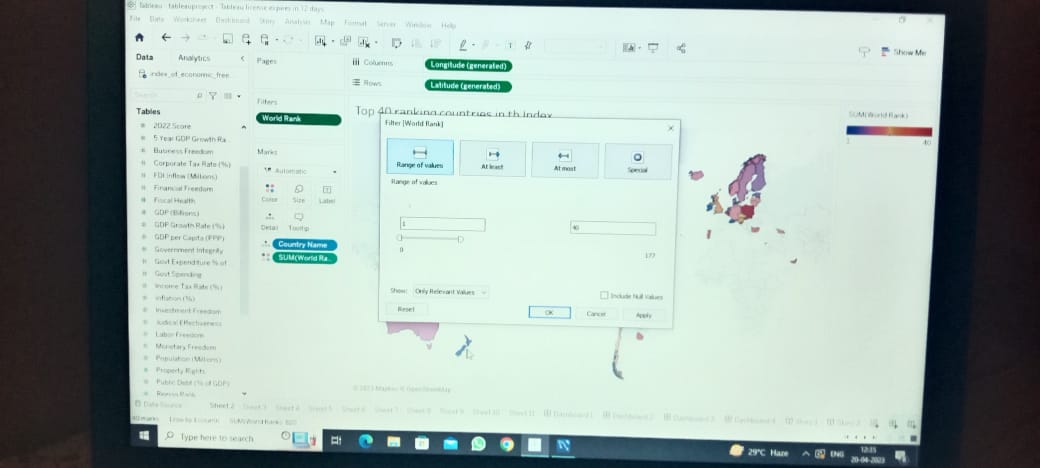 Tableau - tableauproject - Tableau license expires in 12 days
File Data Worksheet Dashboard Story Analysis Map Format Server Window Help
Show Me
Data Analytics
index_of_economic_free...
Search
Tables
2022 Score
5 Year GDP Growth Ra...
Business Freedom
Corporate Tax Rate (%)
FDI Inflow (Millions)
Financial Freedom
Fiscal Health
GDP (Billions)
GDP Growth Rate (%)
GDP per Capita (PPP)
Government Integrity
Govt Expenditure % of
Govt Spending
Income Tax Rate (%)
Inflation (%)
Investment Freedom
Judicial Effectiveness
Labor Freedom
Monetary Freedom
Population (Millions)
Property Rights
Public Debt (% of GDP)
Region Rank
Pages
Filters
World Rank
Marks
Automatic
Color Size Label
Detail Tooltip
Country Name
SUM(World Ra..
Columns Longitude (generated)
Rows Latitude (generated)
Top 40 ranking countries in th index
Filter [World Rank]
Range of values At least At most Special
Range of values
1 40
0 177
Show: Only Relevant Values Include Null Values
Reset OK Cancel Apply
SUM(World Rank)
1 40
© 2023 Mapbox © OpenStreetMap
Data Source Sheet 2 Sheet 3 Sheet 4 Sheet 5 Sheet 6 Sheet 7 Sheet 8 Sheet 9 Sheet 10 Sheet 11 Dashboard 1 Dashboard 2 Dashboard 3 Dashboard 4 Story 1 Story 2
40 marks 1 row by 1 column SUM(World Rank): 820
Type here to search
29°C Haze ENG 12:35
20-04-2023